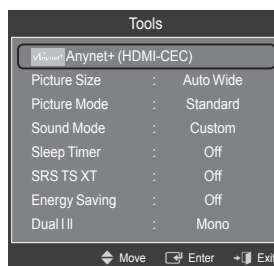 Tools
Anynet+ Anynet+ (HDMI-CEC)
Picture Size : Auto Wide
Picture Mode : Standard
Sound Mode : Custom
Sleep Timer : Off
SRS TS XT : Off
Energy Saving : Off
Dual I II : Mono
Move Enter Exit